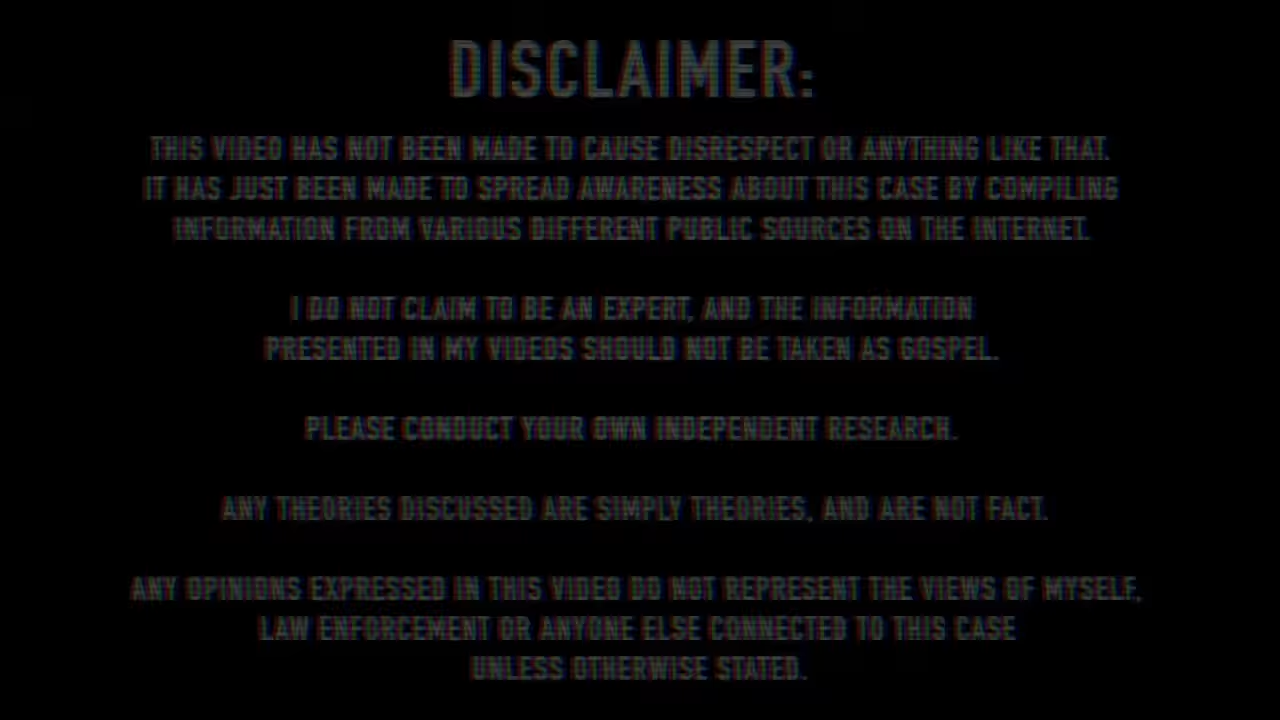 DISCLAIMER:
THIS VIDEO HAS NOT BEEN MADE TO CAUSE DISRESPECT OR ANYTHING LIKE THAT.
IT HAS JUST BEEN MADE TO SPREAD AWARENESS ABOUT THIS CASE BY COMPILING
INFORMATION FROM VARIOUS DIFFERENT PUBLIC SOURCES ON THE INTERNET.
I DO NOT CLAIM TO BE AN EXPERT, AND THE INFORMATION
PRESENTED IN MY VIDEOS SHOULD NOT BE TAKEN AS GOSPEL.
PLEASE CONDUCT YOUR OWN INDEPENDENT RESEARCH.
ANY THEORIES DISCUSSED ARE SIMPLY THEORIES, AND ARE NOT FACT.
ANY OPINIONS EXPRESSED IN THIS VIDEO DO NOT REPRESENT THE VIEWS OF MYSELF,
LAW ENFORCEMENT OR ANYONE ELSE CONNECTED TO THIS CASE
UNLESS OTHERWISE STATED.